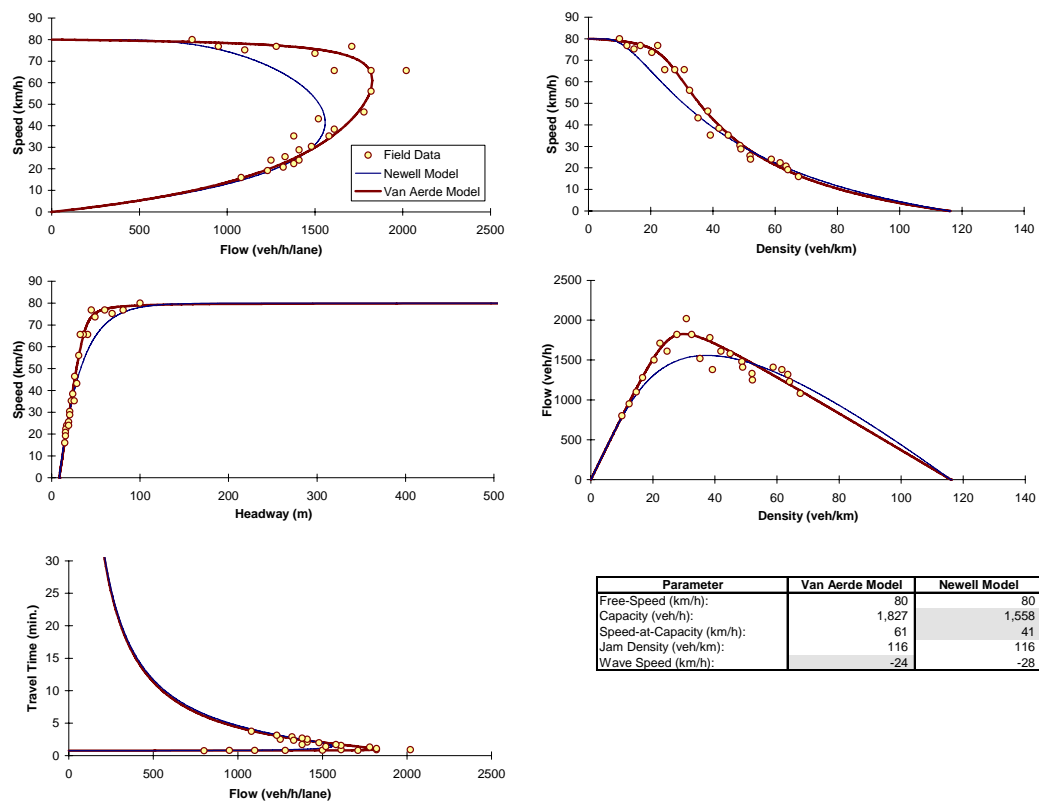 90
80
70
60
50
40
30
20
10
0
Speed (km/h)
0 500 1000 1500 2000 2500
Flow (veh/h/lane)
Field Data
Newell Model
Van Aerde Model
90
80
70
60
50
40
30
20
10
0
Speed (km/h)
0 20 40 60 80 100 120 140
Density (veh/km)
90
80
70
60
50
40
30
20
10
0
Speed (km/h)
0 100 200 300 400 500
Headway (m)
2500
2000
1500
1000
500
0
Flow (veh/h)
0 20 40 60 80 100 120 140
Density (veh/km)
30
25
20
15
10
5
0
Travel Time (min.)
0 500 1000 1500 2000 2500
Flow (veh/h/lane)
Parameter Van Aerde Model Newell Model
Free-Speed (km/h): 80 80
Capacity (veh/h): 1,827 1,558
Speed-at-Capacity (km/h): 61 41
Jam Density (veh/km): 116 116
Wave Speed (km/h): -24 -28